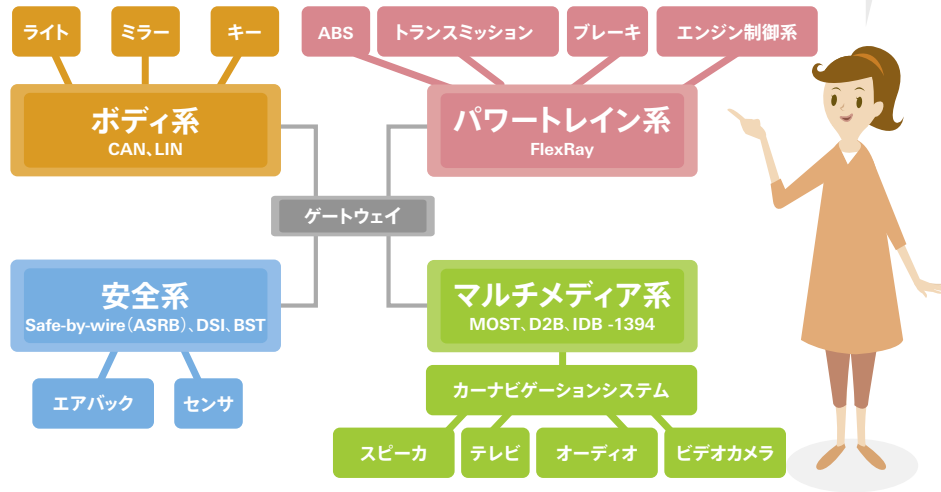 ライト
ミラー
キー
ABS
トランスミッション
ブレーキ
エンジン制御系
ボディ系
CAN、LIN
パワートレイン系
FlexRay
ゲートウェイ
安全系
Safe-by-wire（ASRB）、DSI、BST
マルチメディア系
MOST、D2B、IDB -1394
エアバック
センサ
カーナビゲーションシステム
スピーカ
テレビ
オーディオ
ビデオカメラ